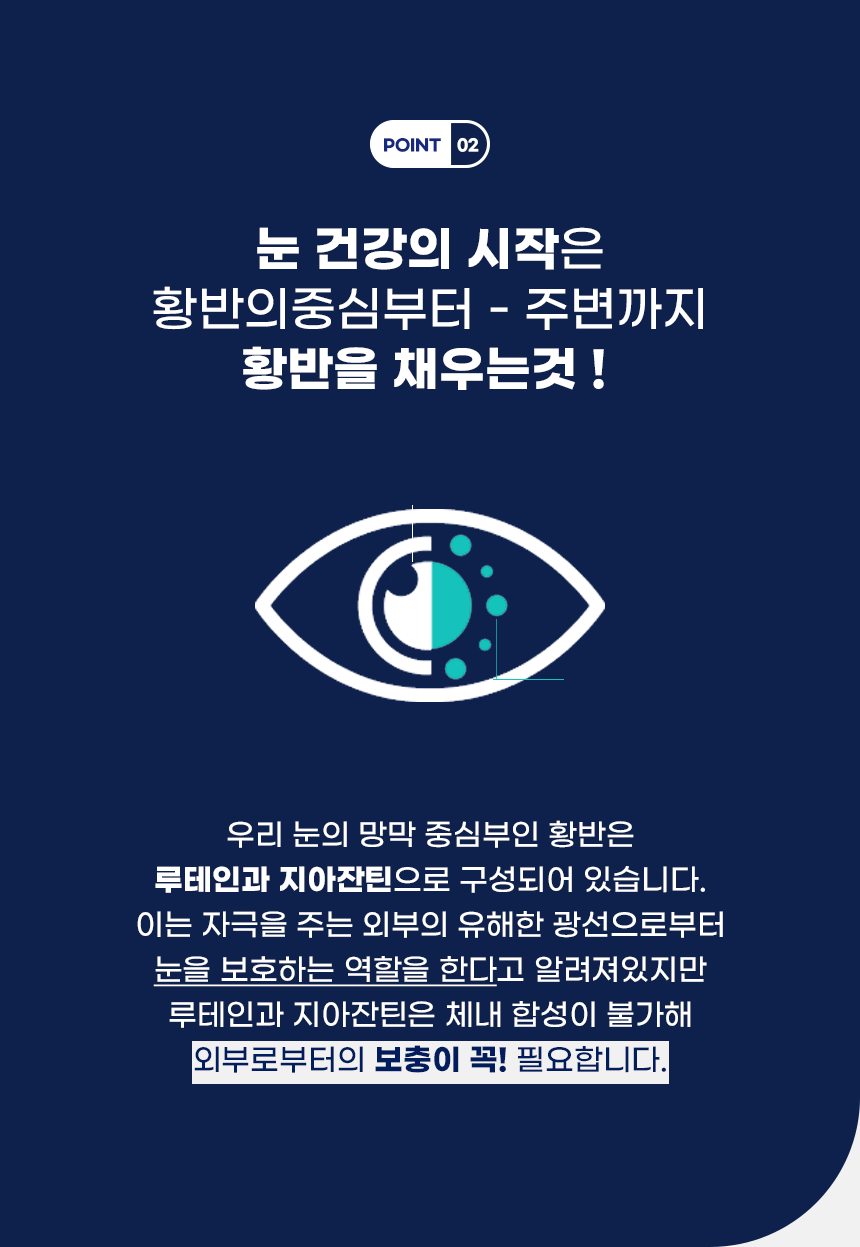 POINT 02
눈 건강의 시작은
황반의중심부터 - 주변까지
황반을 채우는것 !
우리 눈의 망막 중심부인 황반은
루테인과 지아잔틴으로 구성되어 있습니다.
이는 자극을 주는 외부의 유해한 광선으로부터
눈을 보호하는 역할을 한다고 알려져있지만
루테인과 지아잔틴은 체내 합성이 불가해
외부로부터의 보충이 꼭! 필요합니다.